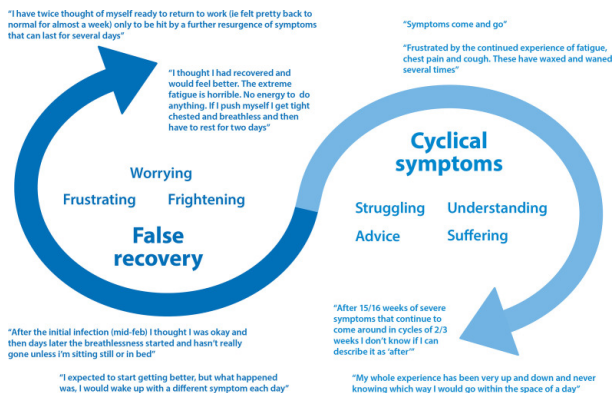 “I have twice thought of myself ready to return to work (ie felt pretty back to
normal for almost a week) only to be hit by a further resurgence of symptoms
that can last for several days”
“I thought I had recovered and
would feel better. The extreme
fatigue is horrible. No energy to do
anything. If I push myself I get tight
chested and breathless and then
have to rest for two days”
Worrying
Frustrating Frightening
False
recovery
“After the initial infection (mid-feb) I thought I was okay and
then days later the breathlessness started and hasn’t really
gone unless i’m sitting still or in bed”
“I expected to start getting better, but what happened
was, I would wake up with a different symptom each day”
“Symptoms come and go”
“Frustrated by the continued experience of fatigue,
chest pain and cough. These have waxed and waned
several times”
Cyclical
symptoms
Struggling Understanding
Advice Suffering
“After 15/16 weeks of severe
symptoms that continue to
come around in cycles of 2/3
weeks I don’t know if I can
describe it as ‘after’”
“My whole experience has been very up and down and never
knowing which way I would go within the space of a day”